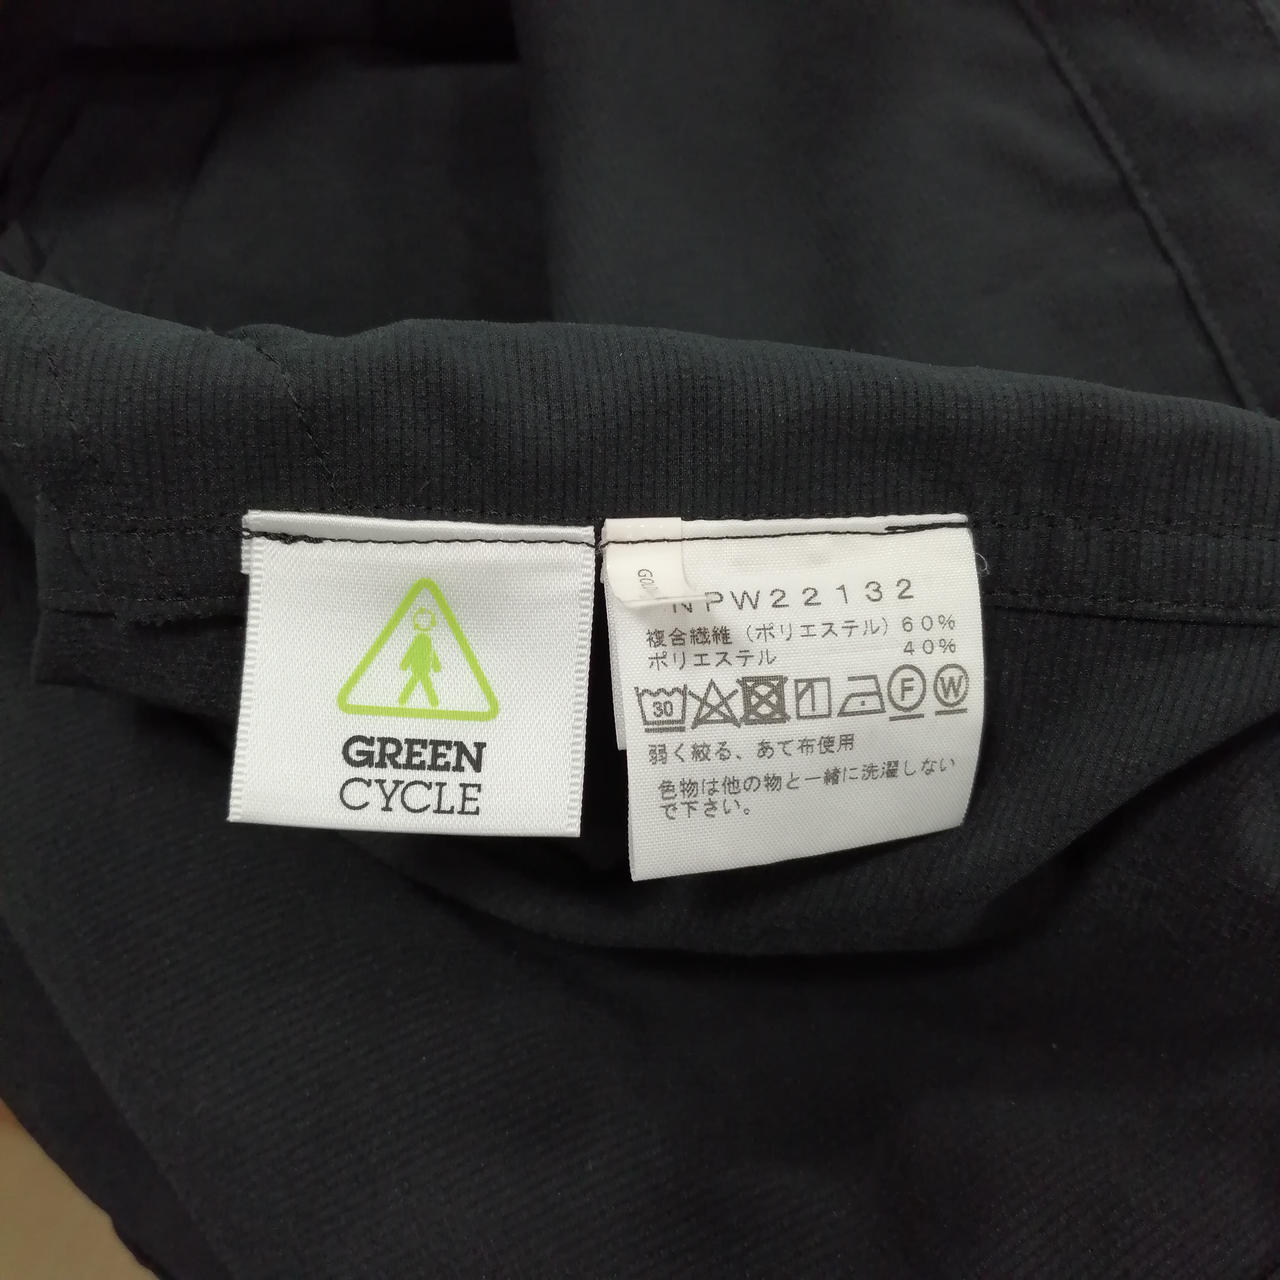 GREEN
CYCLE
NPW22132
複合繊維（ポリエステル）60%
ポリエステル 40%
30
F
W
弱く絞る、あて布使用
色物は他の物と一緒に洗濯しない
で下さい。